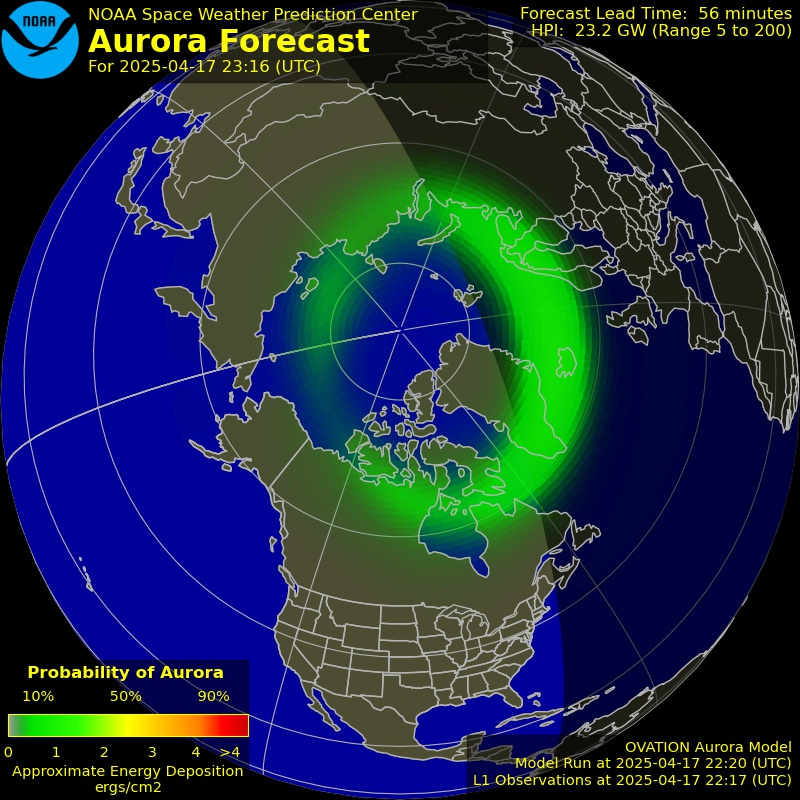 NOAA
NOAA Space Weather Prediction Center
Aurora Forecast
For 2025-04-17 23:16 (UTC)
Forecast Lead Time:  56 minutes
HPI:  23.2 GW (Range 5 to 200)
Probability of Aurora
10% 50% 90%
0 1 2 3 4 >4
Approximate Energy Deposition
ergs/cm2
OVATION Aurora Model
Model Run at 2025-04-17 22:20 (UTC)
L1 Observations at 2025-04-17 22:17 (UTC)